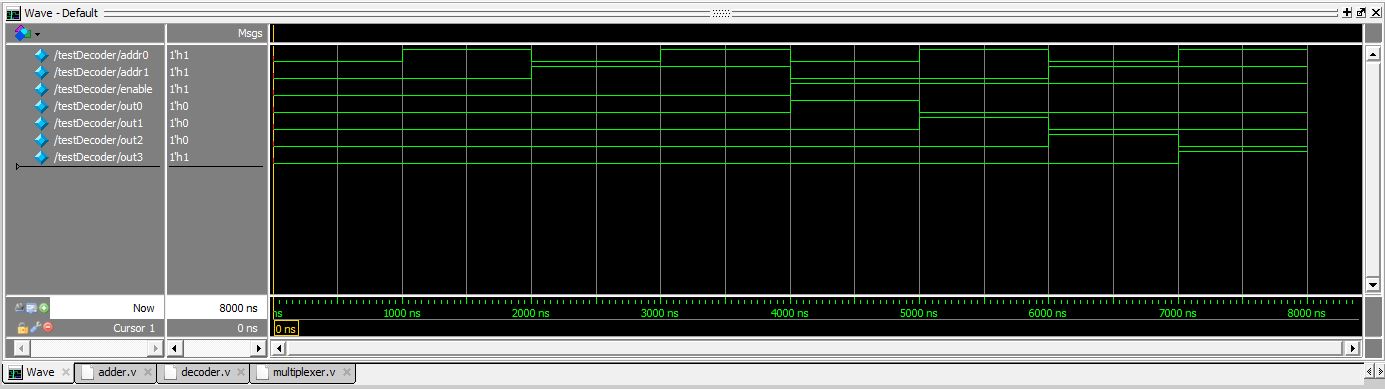 Wave - Default
Msgs
/testDecoder/addr0 1'h1
/testDecoder/addr1 1'h1
/testDecoder/enable 1'h1
/testDecoder/out0 1'h0
/testDecoder/out1 1'h0
/testDecoder/out2 1'h0
/testDecoder/out3 1'h1
Now 8000 ns
ns 1000 ns 2000 ns 3000 ns 4000 ns 5000 ns 6000 ns 7000 ns 8000 ns
Cursor 1 0 ns 0 ns
Wave adder.v decoder.v multiplexer.v